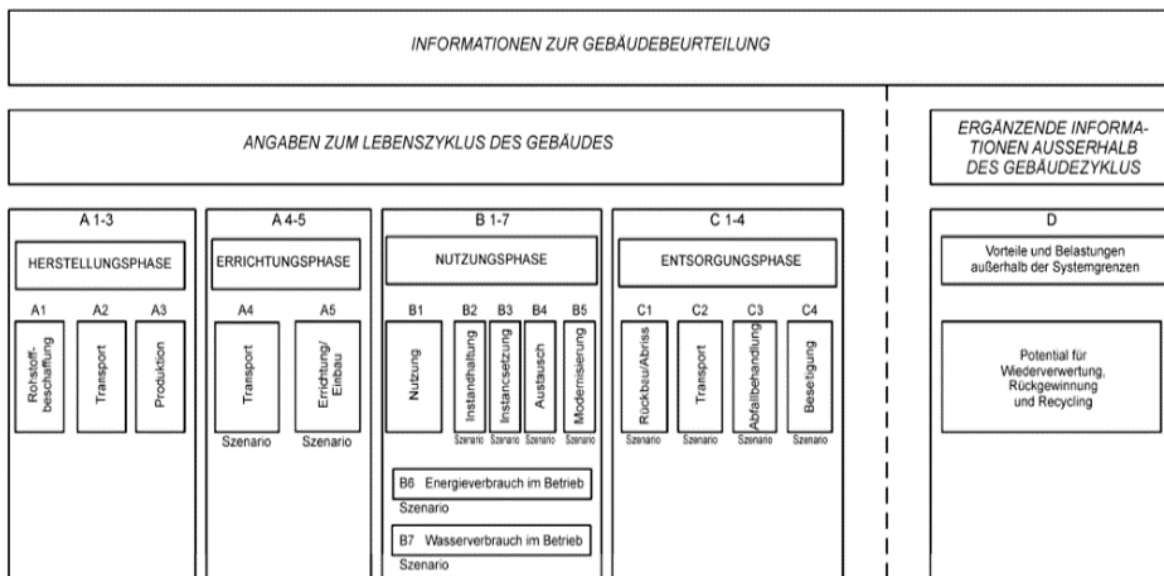 INFORMATIONEN ZUR GEBÄUDEBEURTEILUNG
ANGABEN ZUM LEBENSZYKLUS DES GEBÄUDES
ERGÄNZENDE INFORMA-
TIONEN AUSSERHALB
DES GEBÄUDEZYKLUS
A 1-3
HERSTELLUNGSPHASE
A1
A2
A3
Rohstoff-
beschaffung
Transport
Produktion
A 4-5
ERRICHTUNGSPHASE
A4
A5
Transport
Errichtung/
Einbau
Szenario
Szenario
B 1-7
NUTZUNGSPHASE
B1
B2
B3
B4
B5
Nutzung
Instandhaltung
Instancsetzung
Austausch
Modernisierung
Szenario
Szenario
Szenario
Szenario
B6 Energieverbrauch im Betrieb
Szenario
B7 Wasserverbrauch im Betrieb
Szenario
C 1-4
ENTSORGUNGSPHASE
C1
C2
C3
C4
Rückbau/Abriss
Transport
Abfallbehandlung
Besetigung
Szenario
Szenario
Szenario
Szenario
D
Vorteile und Belastungen
außerhalb der Systemgrenzen
Potential für
Wiederverwertung,
Rückgewinnung
und Recycling